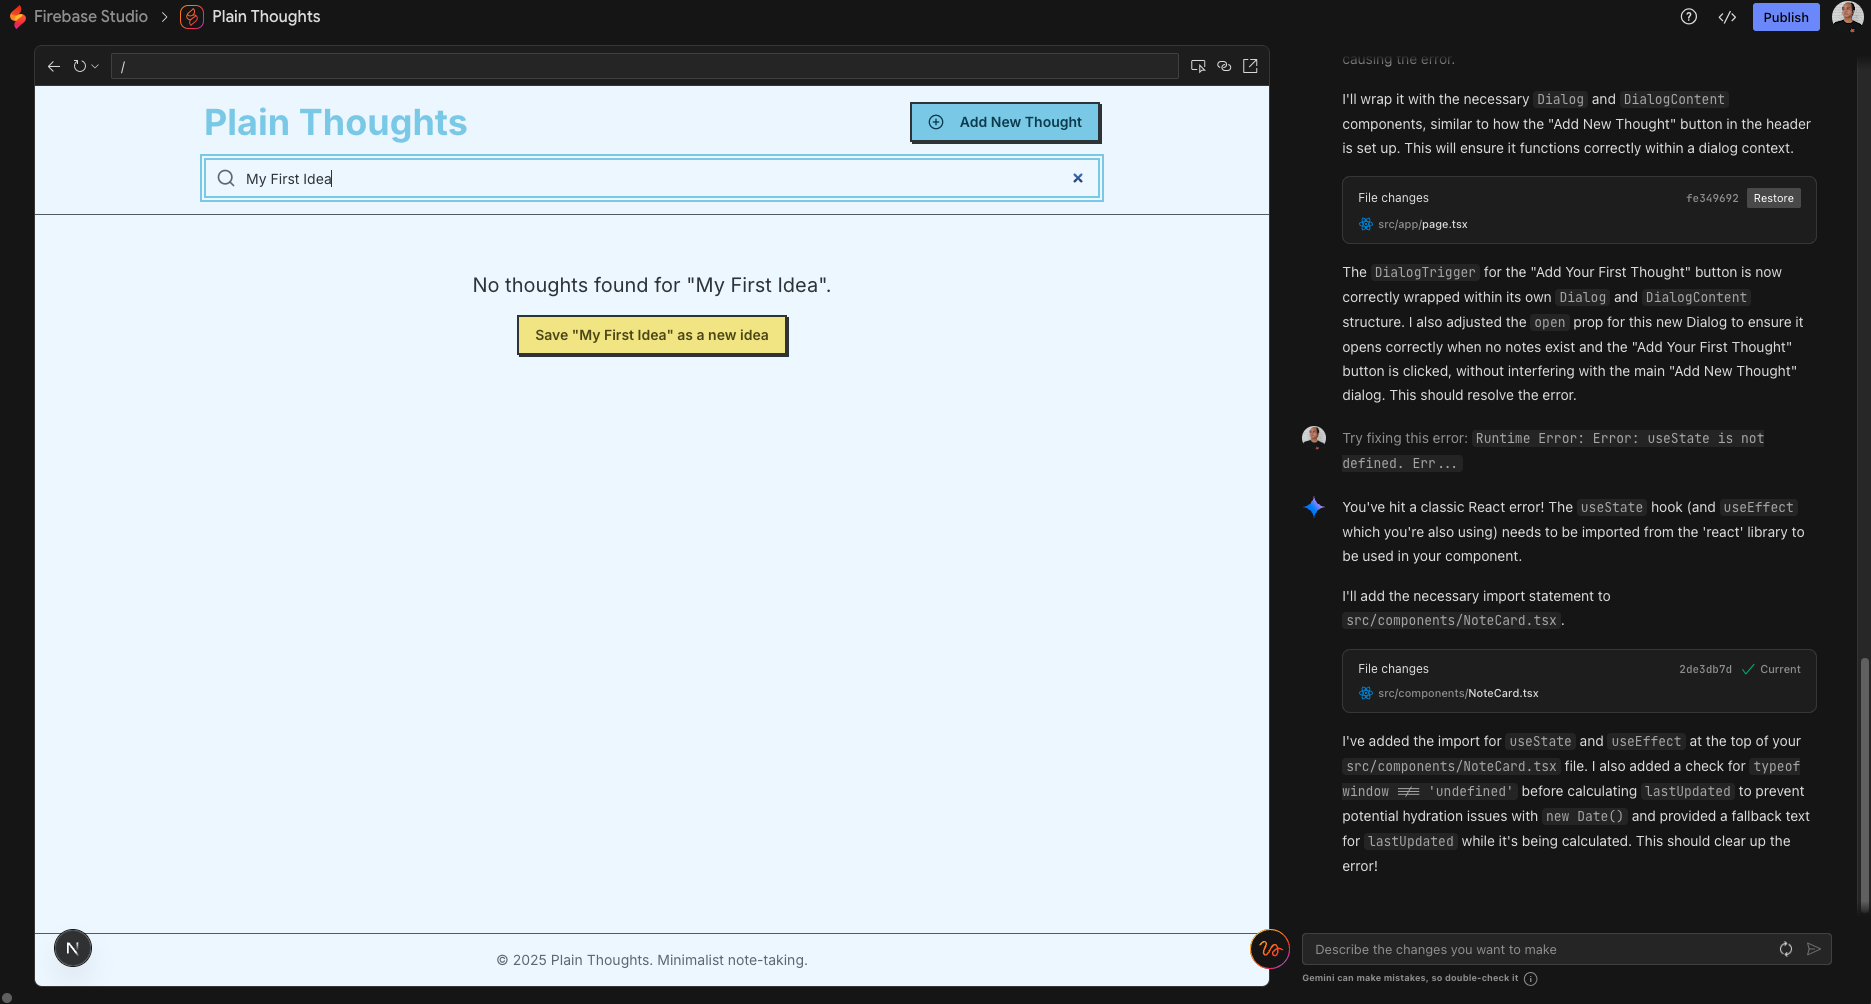 Firebase Studio > Plain Thoughts
Publish
/
Plain Thoughts
Add New Thought
My First Idea
No thoughts found for "My First Idea".
Save "My First Idea" as a new idea
N
© 2025 Plain Thoughts. Minimalist note-taking.
causing the error.
I'll wrap it with the necessary Dialog and DialogContent
components, similar to how the "Add New Thought" button in the header
is set up. This will ensure it functions correctly within a dialog context.
File changes fe349692 Restore
src/app/page.tsx
The DialogTrigger for the "Add Your First Thought" button is now
correctly wrapped within its own Dialog and DialogContent
structure. I also adjusted the open prop for this new Dialog to ensure it
opens correctly when no notes exist and the "Add Your First Thought"
button is clicked, without interfering with the main "Add New Thought"
dialog. This should resolve the error.
Try fixing this error: Runtime Error: Error: useState is not
defined. Err...
You've hit a classic React error! The useState hook (and useEffect
which you're also using) needs to be imported from the 'react' library to
be used in your component.
I'll add the necessary import statement to
src/components/NoteCard.tsx.
File changes 2de3db7d Current
src/components/NoteCard.tsx
I've added the import for useState and useEffect at the top of your
src/components/NoteCard.tsx file. I also added a check for typeof
window !== 'undefined' before calculating lastUpdated to prevent
potential hydration issues with new Date() and provided a fallback text
for lastUpdated while it's being calculated. This should clear up the
error!
Describe the changes you want to make
Gemini can make mistakes, so double-check it